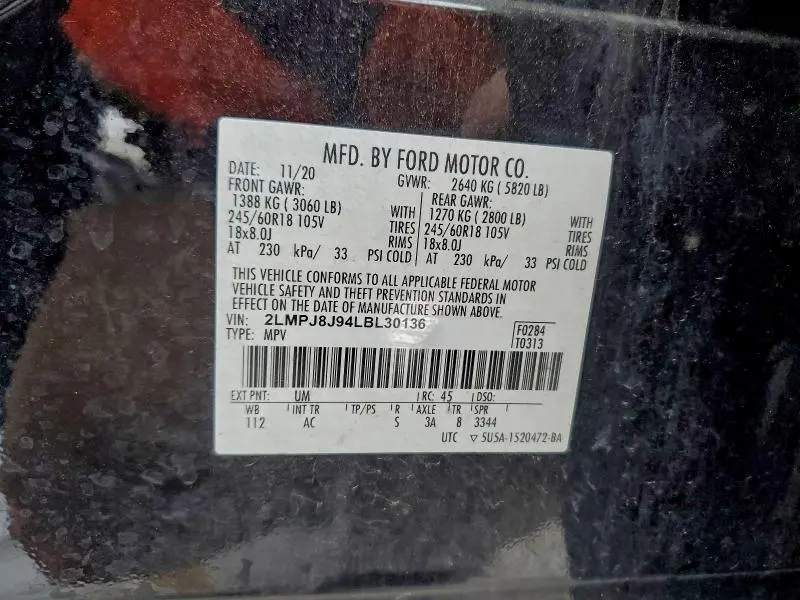 MFD. BY FORD MOTOR CO.
DATE: 11/20 GVWR: 2640 KG ( 5820 LB)
FRONT GAWR: REAR GAWR:
1388 KG ( 3060 LB) WITH 1270 KG ( 2800 LB) WITH
245/60R18 105V TIRES 245/60R18 105V TIRES
18x8.0J RIMS 18x8.0J RIMS
AT 230 kPa/ 33 PSI COLD AT 230 kPa/ 33 PSI COLD
THIS VEHICLE CONFORMS TO ALL APPLICABLE FEDERAL MOTOR
VEHICLE SAFETY AND THEFT PREVENTION STANDARDS IN
EFFECT ON THE DATE OF MANUFACTURE SHOWN ABOVE.
VIN: 2LMPJ8J94LBL30136 F0284
TYPE: MPV T0313
EXT PNT: UM RC: 45 DSO:
WB INT TR TP/PS R AXLE TR SPR
112 AC S 3A 8 3344
UTC ▽ 5U5A-1520472-BA